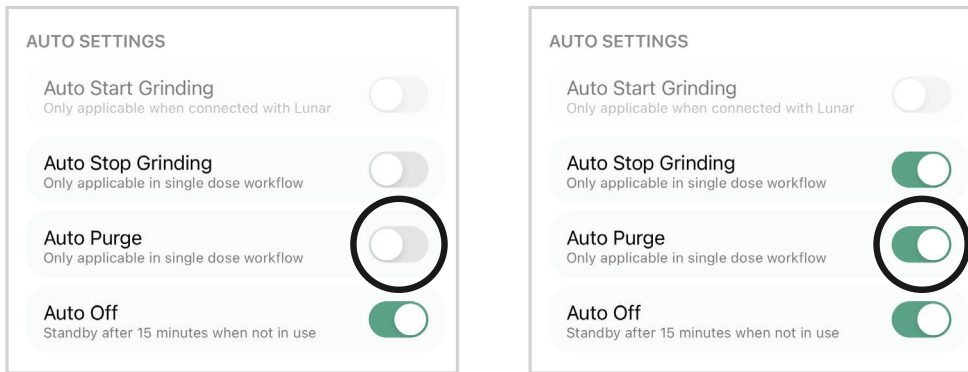 AUTO SETTINGS
Auto Start Grinding
Only applicable when connected with Lunar
Auto Stop Grinding
Only applicable in single dose workflow
Auto Purge
Only applicable in single dose workflow
Auto Off
Standby after 15 minutes when not in use
AUTO SETTINGS
Auto Start Grinding
Only applicable when connected with Lunar
Auto Stop Grinding
Only applicable in single dose workflow
Auto Purge
Only applicable in single dose workflow
Auto Off
Standby after 15 minutes when not in use